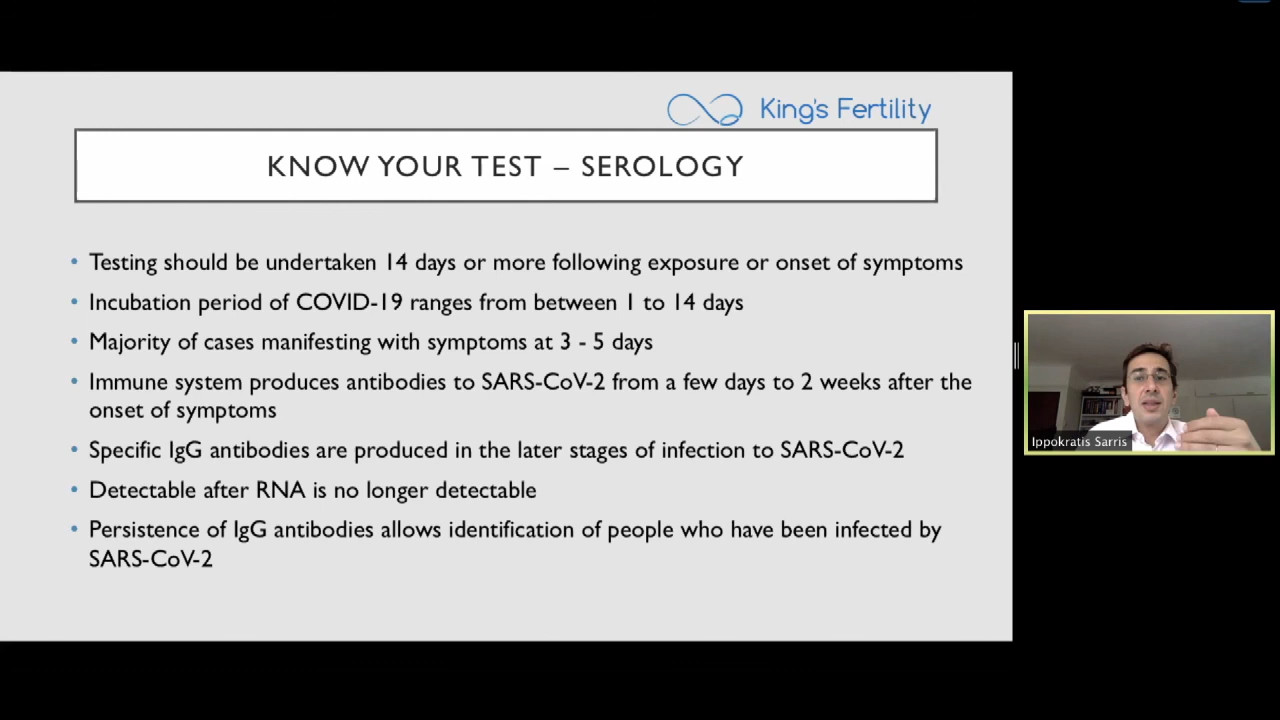 King's Fertility
KNOW YOUR TEST – SEROLOGY
• Testing should be undertaken 14 days or more following exposure or onset of symptoms
• Incubation period of COVID-19 ranges from between 1 to 14 days
• Majority of cases manifesting with symptoms at 3 - 5 days
• Immune system produces antibodies to SARS-CoV-2 from a few days to 2 weeks after the
onset of symptoms
• Specific IgG antibodies are produced in the later stages of infection to SARS-CoV-2
• Detectable after RNA is no longer detectable
• Persistence of IgG antibodies allows identification of people who have been infected by
SARS-CoV-2
Ippokratis Sarris